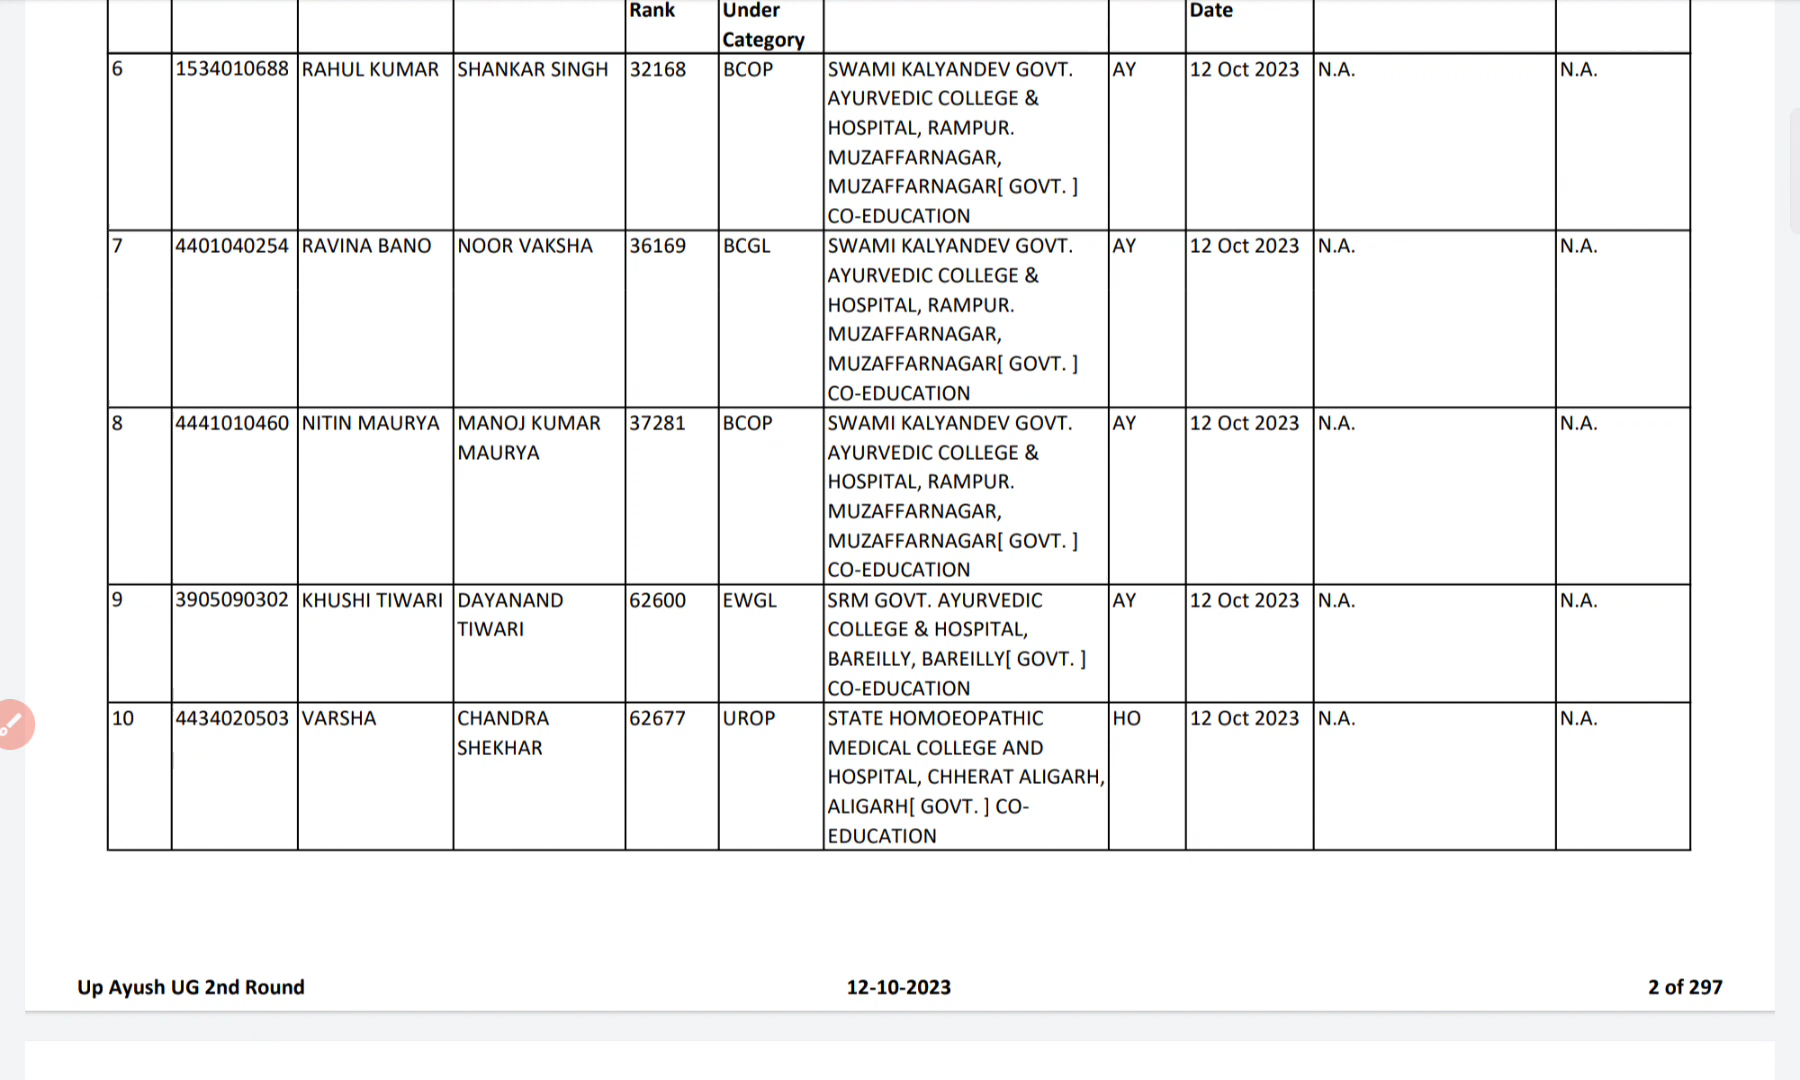 Rank Under Date
Category
6 1534010688 RAHUL KUMAR SHANKAR SINGH 32168 BCOP SWAMI KALYANDEV GOVT. AY 12 Oct 2023 N.A. N.A.
AYURVEDIC COLLEGE &
HOSPITAL, RAMPUR.
MUZAFFARNAGAR,
MUZAFFARNAGAR[ GOVT. ]
CO-EDUCATION
7 4401040254 RAVINA BANO NOOR VAKSHA 36169 BCGL SWAMI KALYANDEV GOVT. AY 12 Oct 2023 N.A. N.A.
AYURVEDIC COLLEGE &
HOSPITAL, RAMPUR.
MUZAFFARNAGAR,
MUZAFFARNAGAR[ GOVT. ]
CO-EDUCATION
8 4441010460 NITIN MAURYA MANOJ KUMAR 37281 BCOP SWAMI KALYANDEV GOVT. AY 12 Oct 2023 N.A. N.A.
MAURYA AYURVEDIC COLLEGE &
HOSPITAL, RAMPUR.
MUZAFFARNAGAR,
MUZAFFARNAGAR[ GOVT. ]
CO-EDUCATION
9 3905090302 KHUSHI TIWARI DAYANAND 62600 EWGL SRM GOVT. AYURVEDIC AY 12 Oct 2023 N.A. N.A.
TIWARI COLLEGE & HOSPITAL,
BAREILLY, BAREILLY[ GOVT. ]
CO-EDUCATION
10 4434020503 VARSHA CHANDRA 62677 UROP STATE HOMOEOPATHIC HO 12 Oct 2023 N.A. N.A.
SHEKHAR MEDICAL COLLEGE AND
HOSPITAL, CHHERAT ALIGARH,
ALIGARH[ GOVT. ] CO-
EDUCATION
Up Ayush UG 2nd Round 12-10-2023 2 of 297